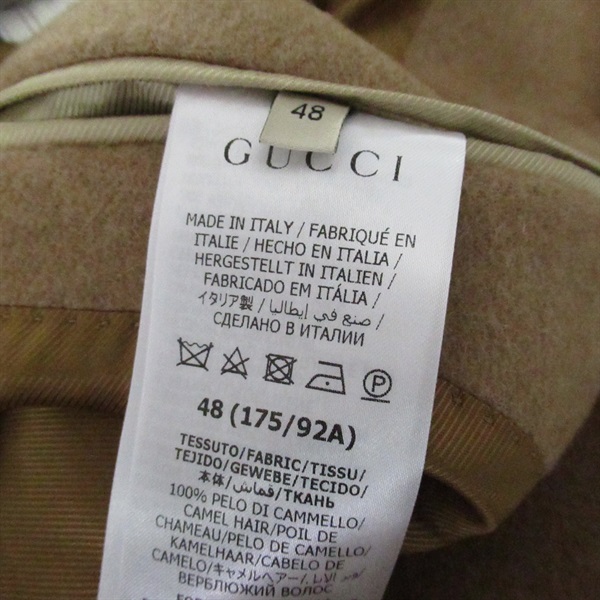 48
GUCCI
MADE IN ITALY / FABRIQUÉ EN
ITALIE / HECHO EN ITALIA /
HERGESTELLT IN ITALIEN /
FABRICADO EM ITÁLIA /
イタリア製 / صنع في إيطاليا /
СДЕЛАНО В ИТАЛИИ
P
48 (175/92A)
TESSUTO/FABRIC/TISSU/
TEJIDO/GEWEBE/TECIDO/
本体/قماش/ТКАНЬ
100% PELO DI CAMMELLO/
CAMEL HAIR/POIL DE
CHAMEAU/PELO DE CAMELLO/
KAMELHAAR/CABELO DE
CAMELO/キャメルヘアー/
ВЕРБЛЮЖИЙ ВОЛОС